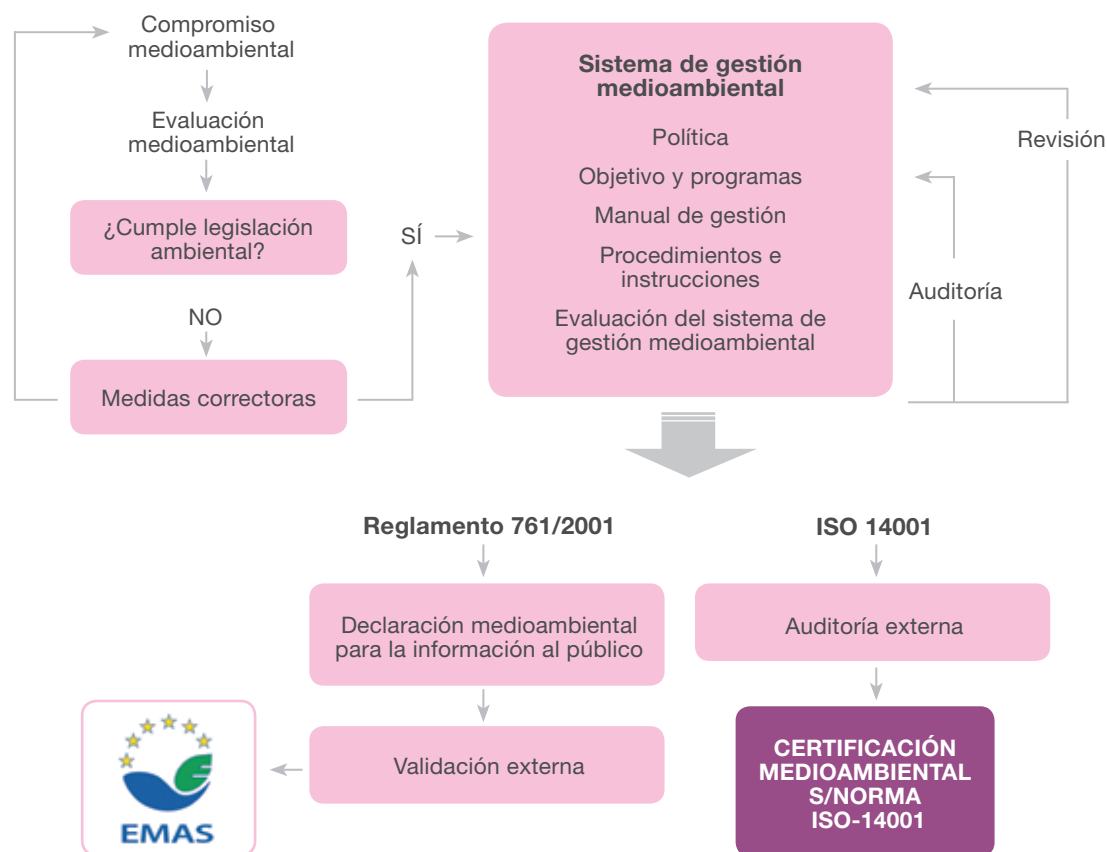 Compromiso
medioambiental
Evaluación
medioambiental
¿Cumple legislación
ambiental?
NO
Medidas correctoras
SÍ
Sistema de gestión
medioambiental
Política
Objetivo y programas
Manual de gestión
Procedimientos e
instrucciones
Evaluación del sistema de
gestión medioambiental
Revisión
Auditoría
Reglamento 761/2001
Declaración medioambiental
para la información al público
Validación externa
EMAS
ISO 14001
Auditoría externa
CERTIFICACIÓN
MEDIOAMBIENTAL
S/NORMA
ISO-14001